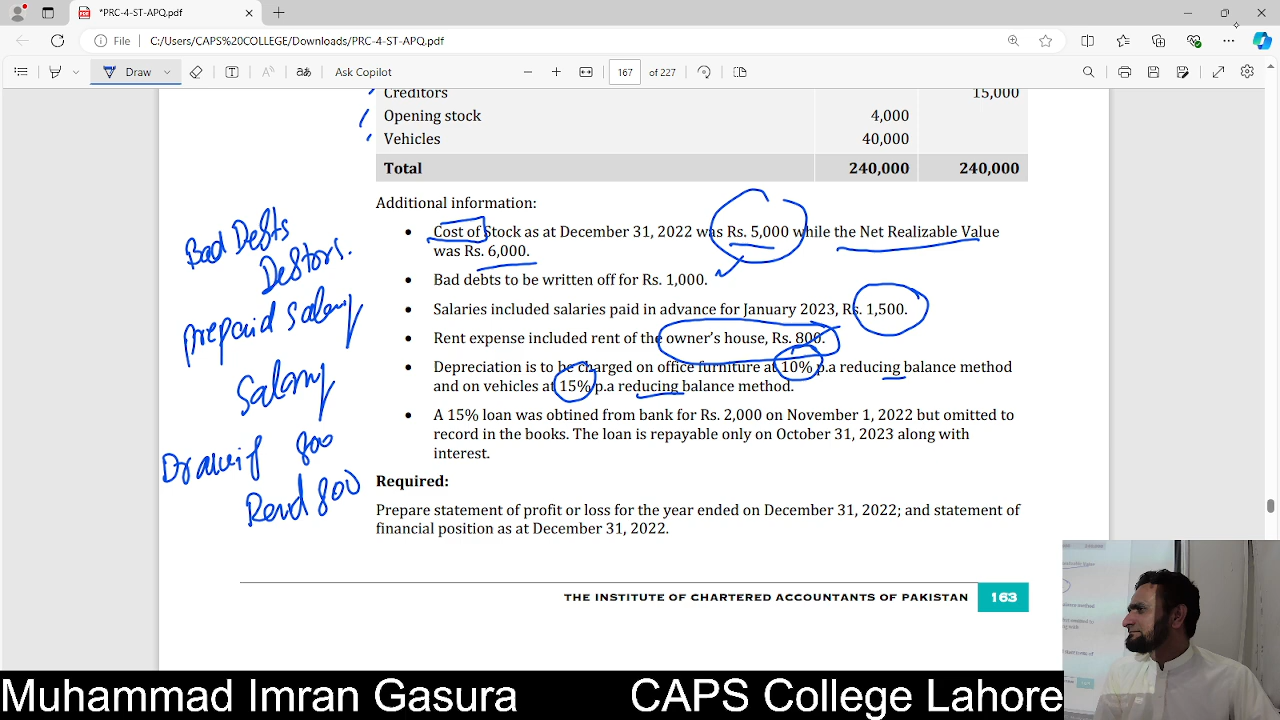 *PRC-4-ST-APQ.pdf
File
C:/Users/CAPS%20COLLEGE/Downloads/PRC-4-ST-APQ.pdf
Draw
Ask Copilot
167 of 227
Creditors 15,000
Opening stock 4,000
Vehicles 40,000
Total 240,000 240,000
Additional information:
• Cost of Stock as at December 31, 2022 was Rs. 5,000 while the Net Realizable Value
was Rs. 6,000.
• Bad debts to be written off for Rs. 1,000.
• Salaries included salaries paid in advance for January 2023, Rs. 1,500.
• Rent expense included rent of the owner's house, Rs. 800.
• Depreciation is to be charged on office furniture at 10% p.a reducing balance method
and on vehicles at 15% p.a reducing balance method.
• A 15% loan was obtined from bank for Rs. 2,000 on November 1, 2022 but omitted to
record in the books. The loan is repayable only on October 31, 2023 along with
interest.
Required:
Prepare statement of profit or loss for the year ended on December 31, 2022; and statement of
financial position as at December 31, 2022.
Bad Debts
Debtors.
Prepaid Salary
Salary
800
800
THE INSTITUTE OF CHARTERED ACCOUNTANTS OF PAKISTAN 163
Muhammad Imran Gasura CAPS College Lahore